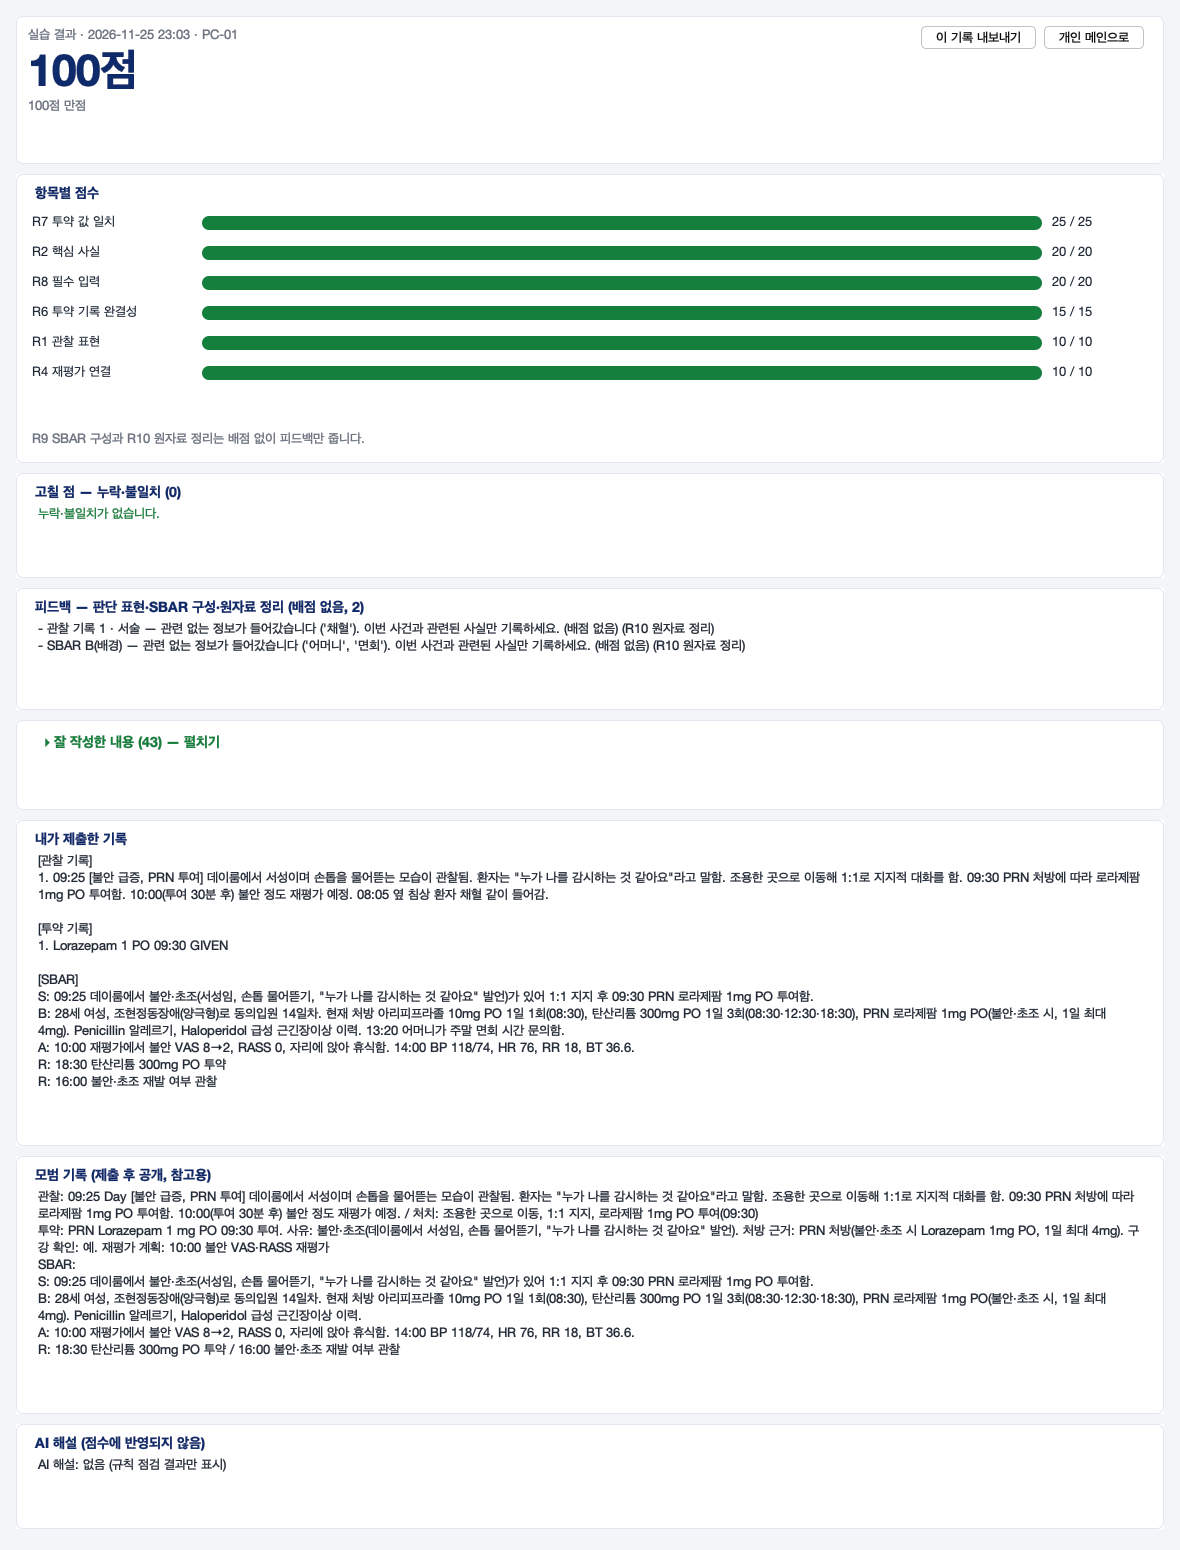 실습 결과 · 2026-11-25 23:03 · PC-01
이 기록 내보내기
개인 메인으로
100점
100점 만점
항목별 점수
R7 투약 값 일치 25 / 25
R2 핵심 사실 20 / 20
R8 필수 입력 20 / 20
R6 투약 기록 완결성 15 / 15
R1 관찰 표현 10 / 10
R4 재평가 연결 10 / 10
R9 SBAR 구성과 R10 원자료 정리는 배점 없이 피드백만 줍니다.
고칠 점 — 누락·불일치 (0)
누락·불일치가 없습니다.
피드백 — 판단 표현·SBAR 구성·원자료 정리 (배점 없음, 2)
- 관찰 기록 1 · 서술 — 관련 없는 정보가 들어갔습니다 ('채혈'). 이번 사건과 관련된 사실만 기록하세요. (배점 없음) (R10 원자료 정리)
- SBAR B(배경) — 관련 없는 정보가 들어갔습니다 ('어머니', '면회'). 이번 사건과 관련된 사실만 기록하세요. (배점 없음) (R10 원자료 정리)
잘 작성한 내용 (43) — 펼치기
내가 제출한 기록
[관찰 기록]
1. 09:25 [불안 급증, PRN 투여] 데이룸에서 서성이며 손톱을 물어뜯는 모습이 관찰됨. 환자는 "누가 나를 감시하는 것 같아요"라고 말함. 조용한 곳으로 이동해 1:1로 지지적 대화를 함. 09:30 PRN 처방에 따라 로라제팜
1mg PO 투여함. 10:00(투여 30분 후) 불안 정도 재평가 예정. 08:05 옆 침상 환자 채혈 같이 들어감.
[투약 기록]
1. Lorazepam 1 PO 09:30 GIVEN
[SBAR]
S: 09:25 데이룸에서 불안·초조(서성임, 손톱 물어뜯기, "누가 나를 감시하는 것 같아요" 발언)가 있어 1:1 지지 후 09:30 PRN 로라제팜 1mg PO 투여함.
B: 28세 여성, 조현정동장애(양극형)로 동의입원 14일차. 현재 처방 아리피프라졸 10mg PO 1일 1회(08:30), 탄산리튬 300mg PO 1일 3회(08:30·12:30·18:30), PRN 로라제팜 1mg PO(불안·초조 시, 1일 최대
4mg). Penicillin 알레르기, Haloperidol 급성 근긴장이상 이력. 13:20 어머니가 주말 면회 시간 문의함.
A: 10:00 재평가에서 불안 VAS 8→2, RASS 0, 자리에 앉아 휴식함. 14:00 BP 118/74, HR 76, RR 18, BT 36.6.
R: 18:30 탄산리튬 300mg PO 투약
R: 16:00 불안·초조 재발 여부 관찰
모범 기록 (제출 후 공개, 참고용)
관찰: 09:25 Day [불안 급증, PRN 투여] 데이룸에서 서성이며 손톱을 물어뜯는 모습이 관찰됨. 환자는 "누가 나를 감시하는 것 같아요"라고 말함. 조용한 곳으로 이동해 1:1로 지지적 대화를 함. 09:30 PRN 처방에 따라
로라제팜 1mg PO 투여함. 10:00(투여 30분 후) 불안 정도 재평가 예정. / 처치: 조용한 곳으로 이동, 1:1 지지, 로라제팜 1mg PO 투여(09:30)
투약: PRN Lorazepam 1 mg PO 09:30 투여. 사유: 불안·초조(데이룸에서 서성임, 손톱 물어뜯기, "누가 나를 감시하는 것 같아요" 발언). 처방 근거: PRN 처방(불안·초조 시 Lorazepam 1mg PO, 1일 최대 4mg). 구
강 확인: 예. 재평가 계획: 10:00 불안 VAS·RASS 재평가
SBAR:
S: 09:25 데이룸에서 불안·초조(서성임, 손톱 물어뜯기, "누가 나를 감시하는 것 같아요" 발언)가 있어 1:1 지지 후 09:30 PRN 로라제팜 1mg PO 투여함.
B: 28세 여성, 조현정동장애(양극형)로 동의입원 14일차. 현재 처방 아리피프라졸 10mg PO 1일 1회(08:30), 탄산리튬 300mg PO 1일 3회(08:30·12:30·18:30), PRN 로라제팜 1mg PO(불안·초조 시, 1일 최대
4mg). Penicillin 알레르기, Haloperidol 급성 근긴장이상 이력.
A: 10:00 재평가에서 불안 VAS 8→2, RASS 0, 자리에 앉아 휴식함. 14:00 BP 118/74, HR 76, RR 18, BT 36.6.
R: 18:30 탄산리튬 300mg PO 투약 / 16:00 불안·초조 재발 여부 관찰
AI 해설 (점수에 반영되지 않음)
AI 해설: 없음 (규칙 점검 결과만 표시)